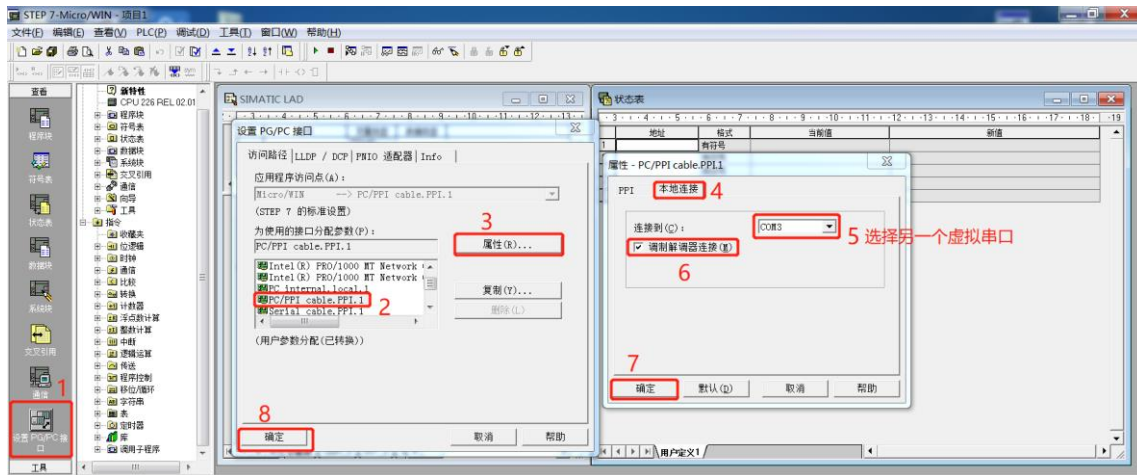 STEP 7-Micro/WIN - 项目1
文件(F) 编辑(E) 查看(V) PLC(P) 调试(D) 工具(T) 窗口(W) 帮助(H)
查看
程序块
符号表
状态表
数据块
系统块
交叉引用
通信
1
设置 PG/PC 接口
工具
新特性
CPU 226 REL 02.01
程序块
符号表
状态表
数据块
系统块
交叉引用
通信
向导
工具
指令
收藏夹
位逻辑
时钟
通信
比较
转换
计数器
浮点数计算
整数计算
中断
逻辑运算
传送
程序控制
移位/循环
字符串
表
定时器
库
调用子程序
SIMATIC LAD
设置 PG/PC 接口
访问路径 LLDP / DCP PNIO 适配器 Info
应用程序访问点(A):
Micro/WIN --> PC/PPI cable.PPI.1
(STEP 7 的标准设置)
为使用的接口分配参数(P):
PC/PPI cable.PPI.1
3
属性(R)...
Intel(R) PRO/1000 MT Network
Intel(R) PRO/1000 MT Network
PC internal.local.1
PC/PPI cable.PPI.1
2
Serial cable.PPI.1
复制(Y)...
删除(L)
(用户参数分配(已转换))
8
确定 取消 帮助
状态表
地址 格式 当前值 新值
1 有符号
属性 - PC/PPI cable.PPI.1
PPI 本地连接 4
连接到(C):
COM3
5 选择另一个虚拟串口
调制解调器连接(M)
6
7
确定 默认(D) 取消 帮助
用户定义1